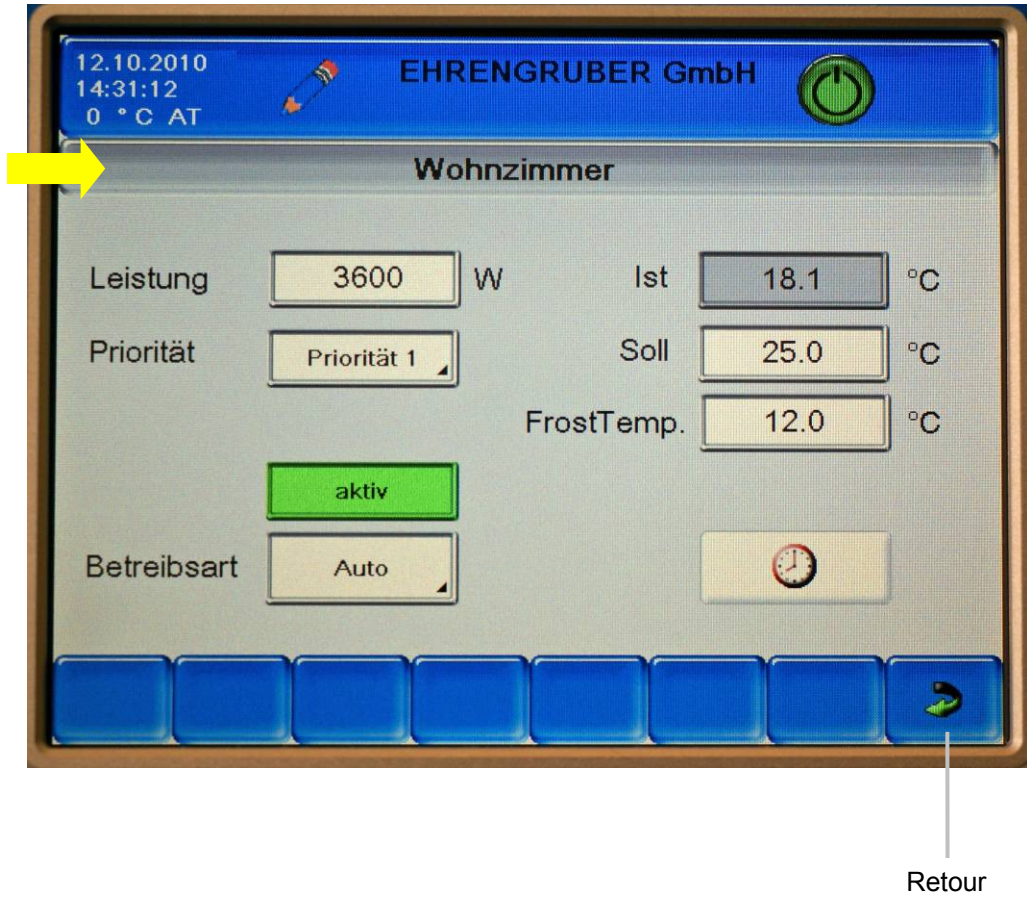 12.10.2010
14:31:12
0 °C AT
EHRENGRUBER GmbH
Wohnzimmer
Leistung 3600 W Ist 18.1 °C
Priorität Priorität 1 Soll 25.0 °C
FrostTemp. 12.0 °C
aktiv
Betreibsart Auto
Retour